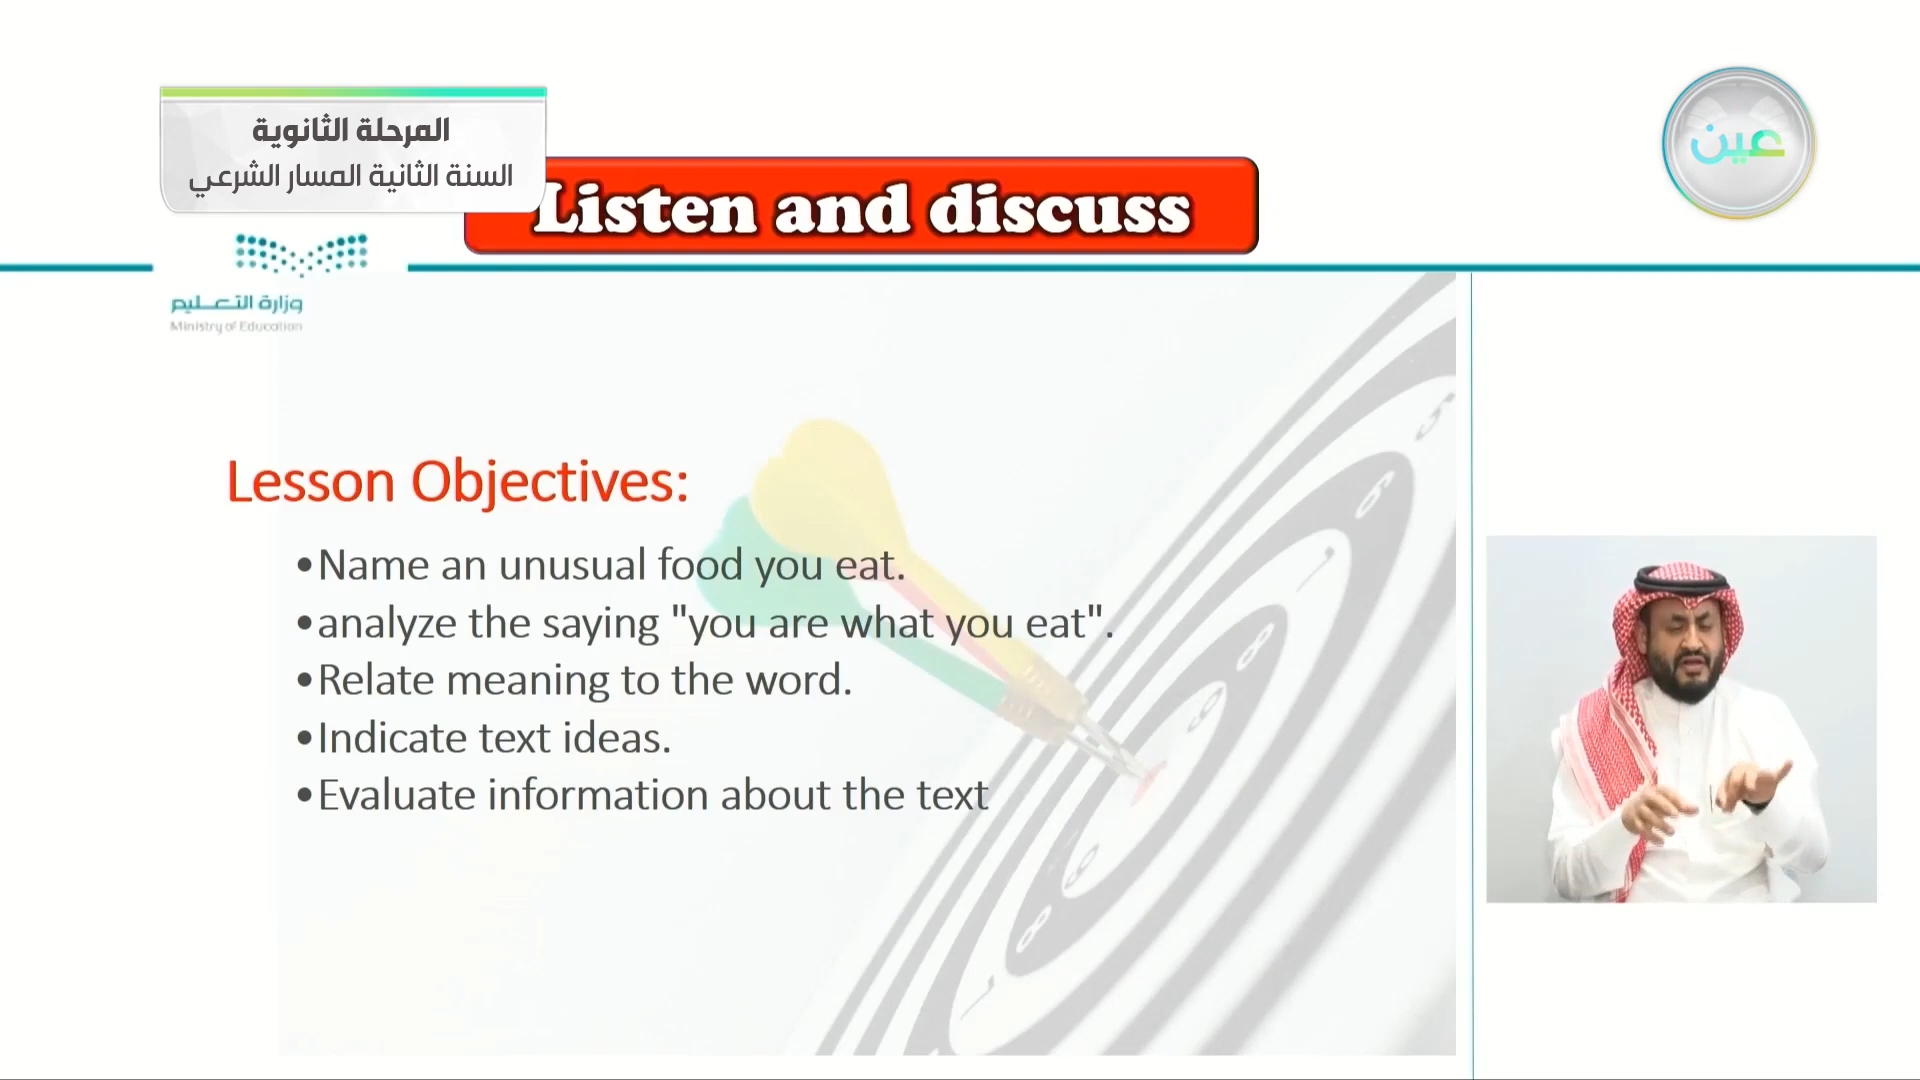 المرحلة الثانوية
السنة الثانية المسار الشرعي
عين
Listen and discuss
وزارة التعليم
Ministry of Education
Lesson Objectives:
•Name an unusual food you eat.
•analyze the saying "you are what you eat".
•Relate meaning to the word.
•Indicate text ideas.
•Evaluate information about the text